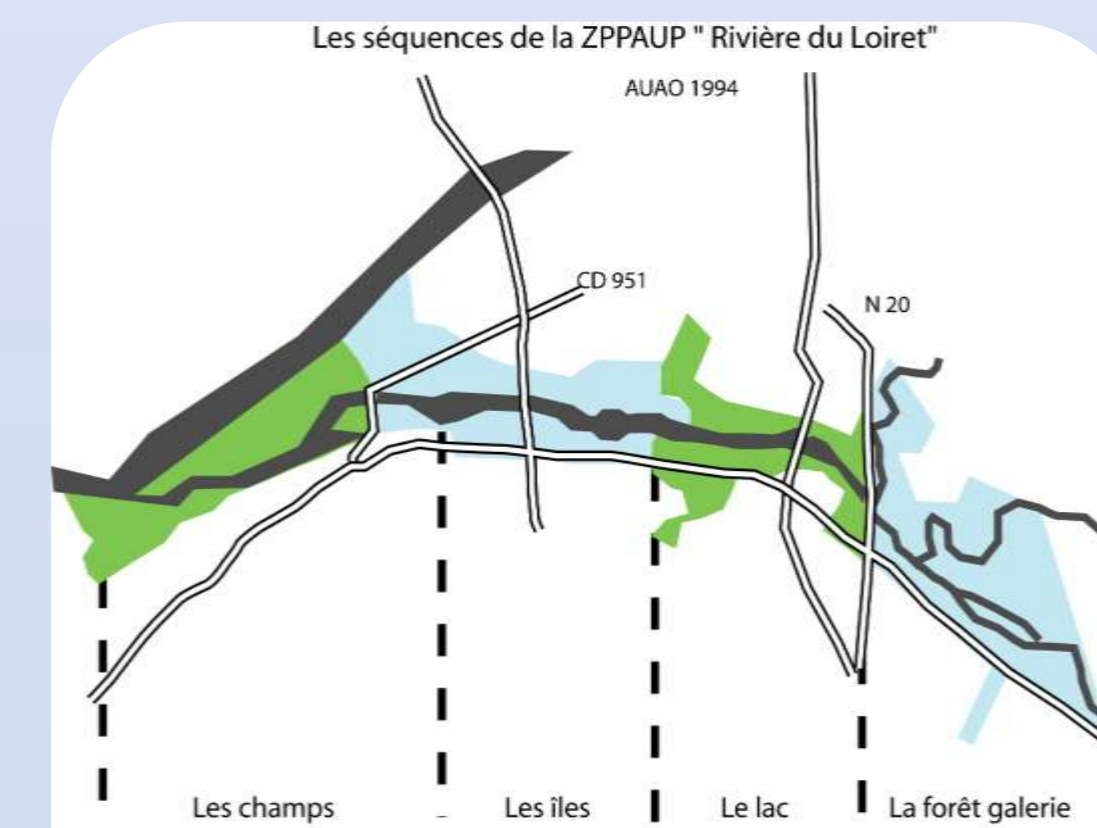 Les séquences de la ZPPAUP " Rivière du Loiret"
AUAO 1994
CD 951
N 20
Les champs
Les îles
Le lac
La forêt galerie